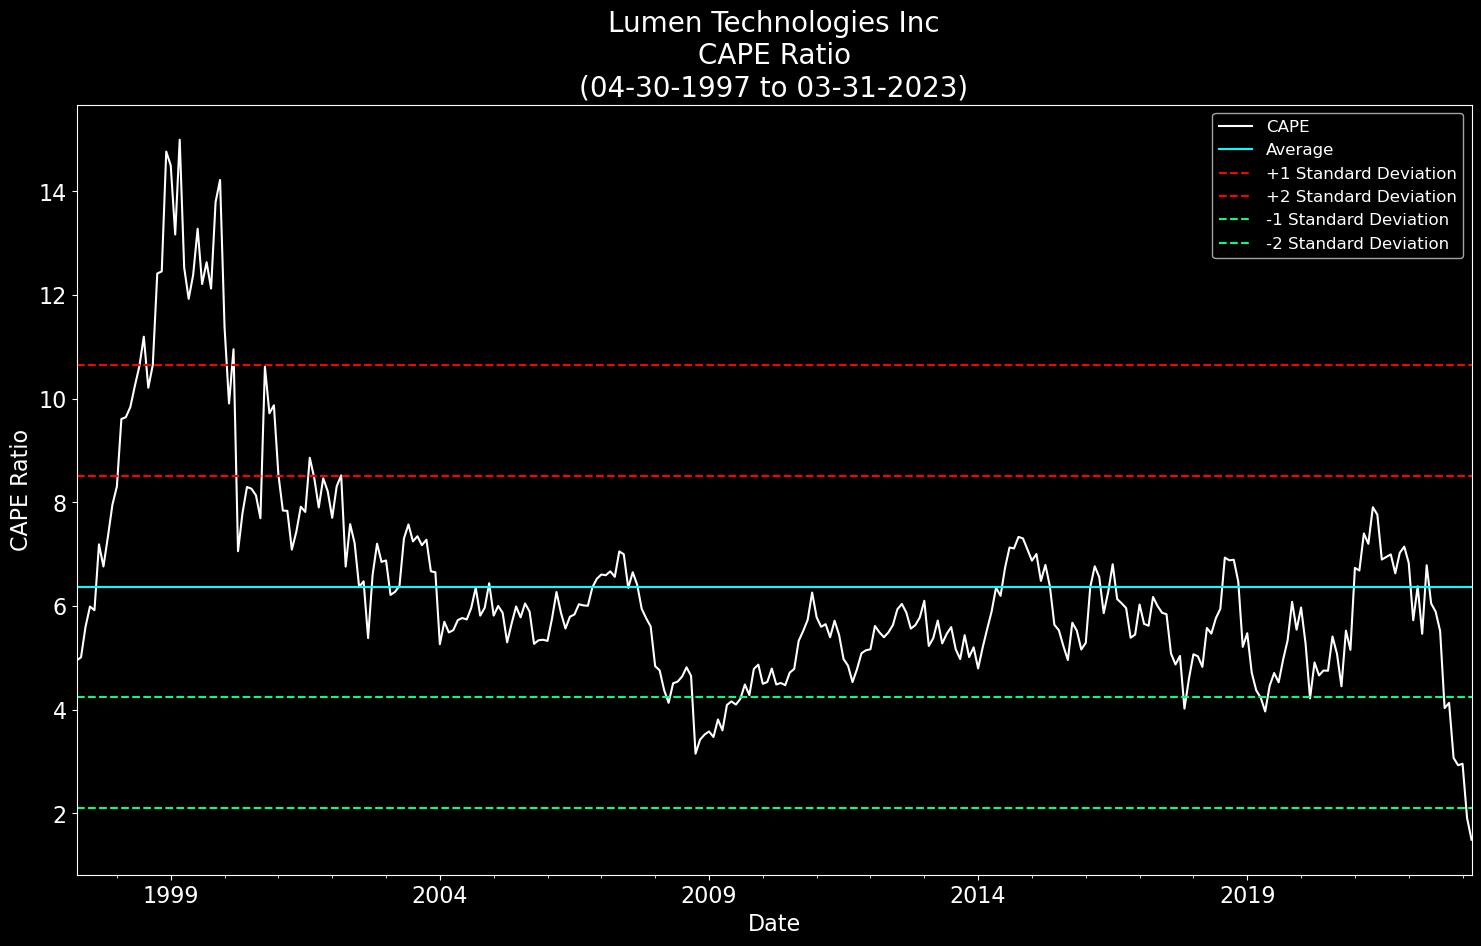 Lumen Technologies Inc
CAPE Ratio
(04-30-1997 to 03-31-2023)
CAPE
Average
+1 Standard Deviation
+2 Standard Deviation
-1 Standard Deviation
-2 Standard Deviation
CAPE Ratio
14
12
10
8
6
4
2
1999
2004
2009
2014
2019
Date